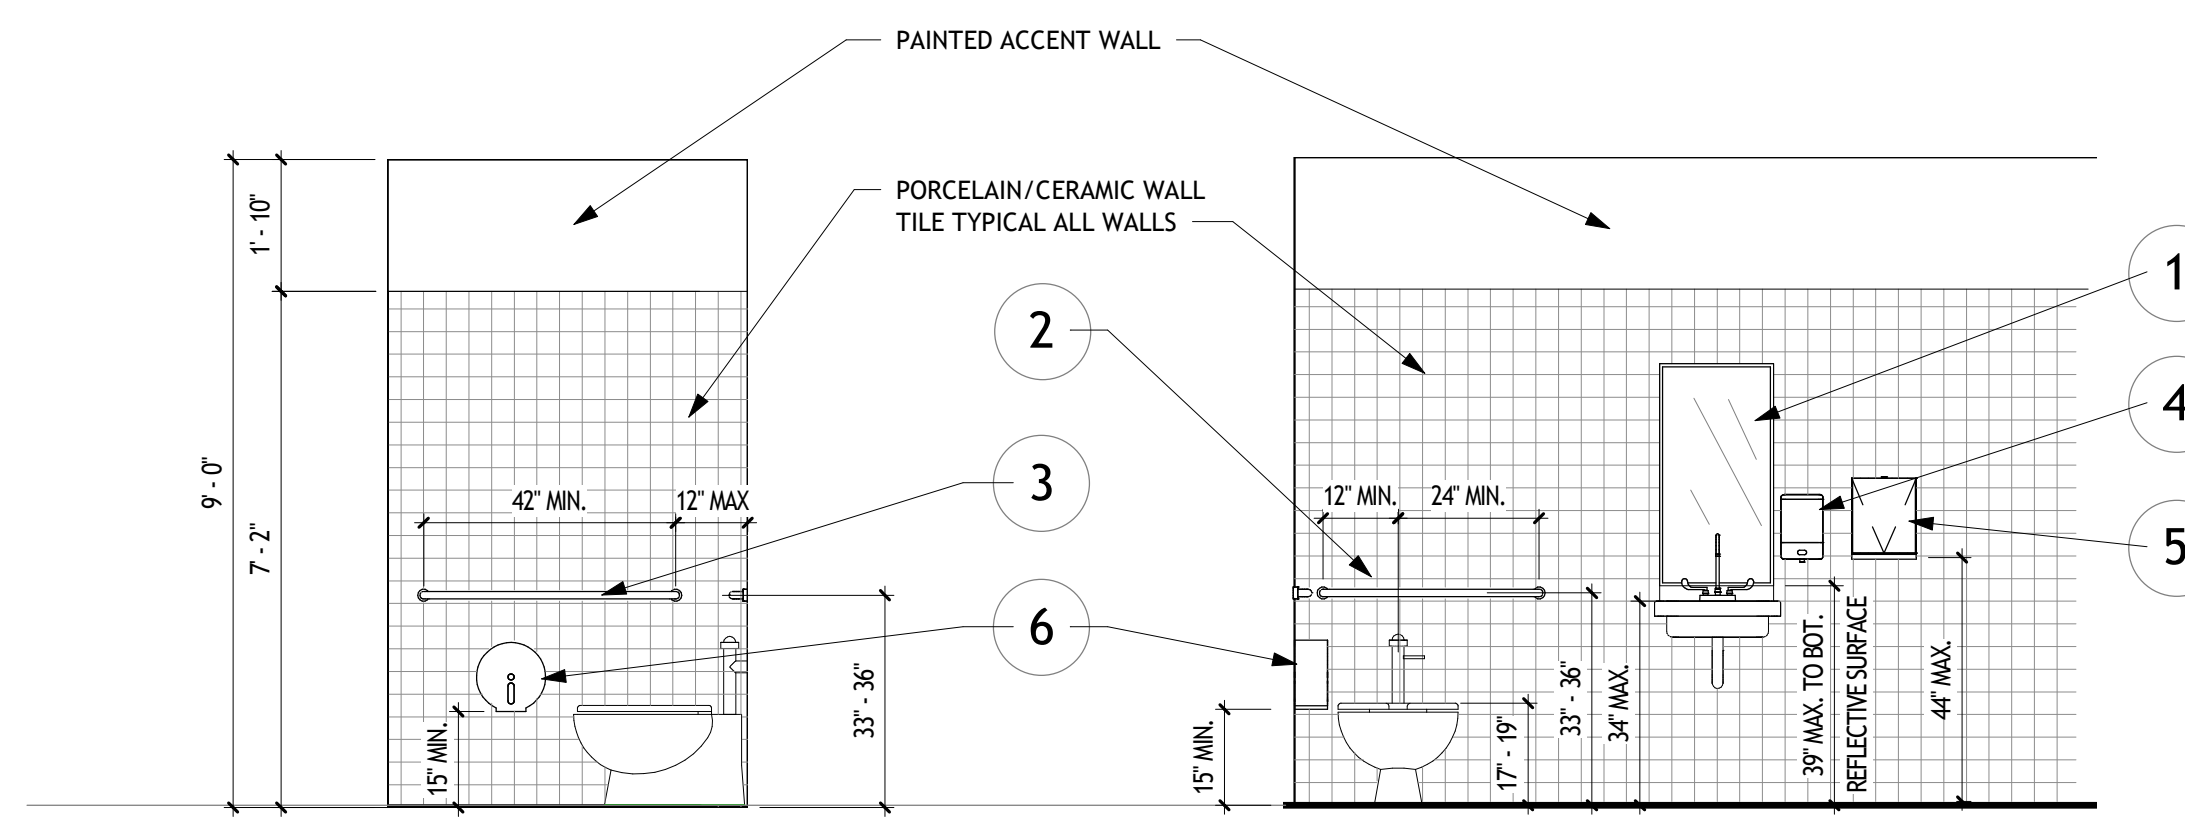 PAINTED ACCENT WALL
PORCELAIN/CERAMIC WALL
TILE TYPICAL ALL WALLS
1' - 10"
9' - 0"
7' - 2"
42" MIN.
12" MAX
15" MIN.
33" - 36"
2
3
6
12" MIN.
24" MIN.
15" MIN.
17" - 19"
33" - 36"
34" MAX.
39" MAX. TO BOT.
REFLECTIVE SURFACE
44" MAX.
1
4
5